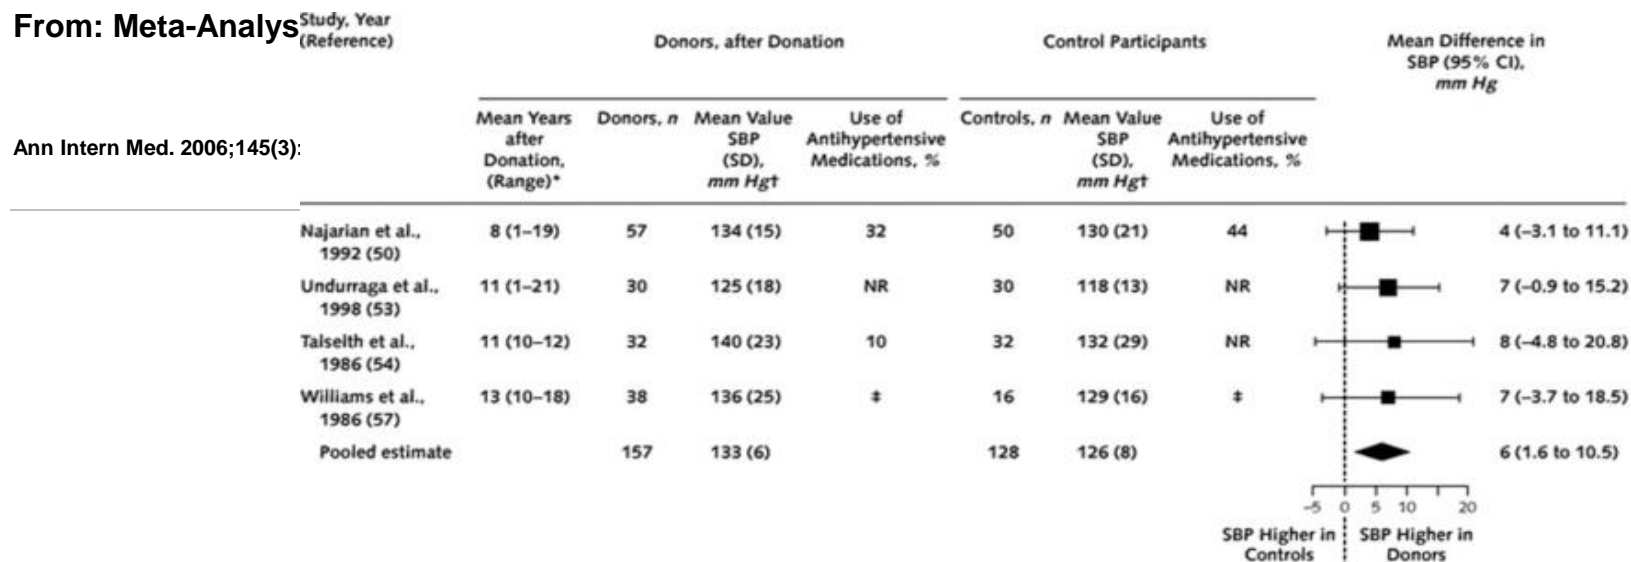 From: Meta-Analys
Ann Intern Med. 2006;145(3):
Study, Year
(Reference)
Donors, after Donation
Control Participants
Mean Difference in
SBP (95% CI),
mm Hg
Mean Years
after
Donation,
(Range)*
Donors, n
Mean Value
SBP
(SD),
mm Hg†
Use of
Antihypertensive
Medications, %
Controls, n
Mean Value
SBP
(SD),
mm Hg†
Use of
Antihypertensive
Medications, %
Najarian et al., 8 (1–19) 57 134 (15) 32 50 130 (21) 44 4 (–3.1 to 11.1)
1992 (50)
Undurraga et al., 11 (1–21) 30 125 (18) NR 30 118 (13) NR 7 (–0.9 to 15.2)
1998 (53)
Talseith et al., 11 (10–12) 32 140 (23) 10 32 132 (29) NR 8 (–4.8 to 20.8)
1986 (54)
Williams et al., 13 (10–18) 38 136 (25) ‡ 16 129 (16) ‡ 7 (–3.7 to 18.5)
1986 (57)
Pooled estimate 157 133 (6) 128 126 (8) 6 (1.6 to 10.5)
–5 0 5 10 20
SBP Higher in
Controls
SBP Higher in
Donors